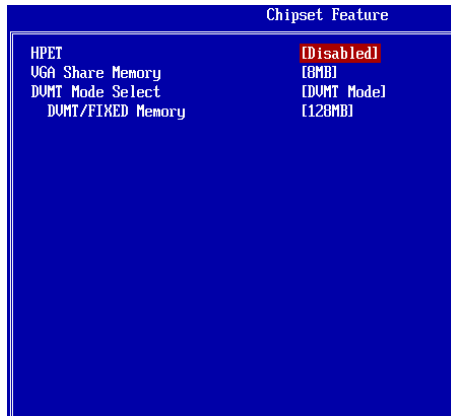 Chipset Feature
HPET [Disabled]
VGA Share Memory [8MB]
DVMT Mode Select [DVMT Mode]
DVMT/FIXED Memory [128MB]